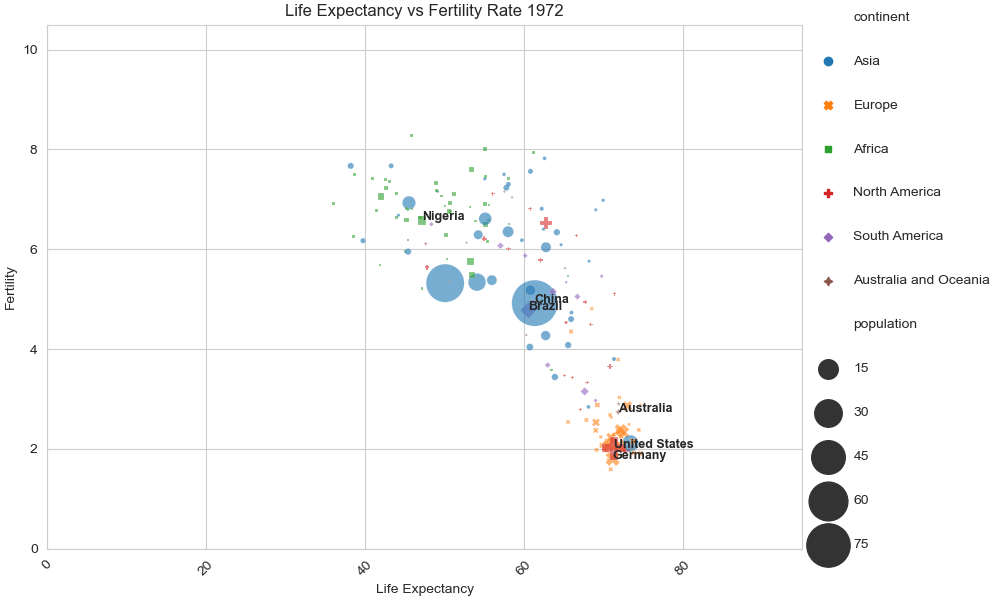 Life Expectancy vs Fertility Rate 1972
continent
Asia
Europe
Africa
North America
South America
Australia and Oceania
population
15
30
45
60
75
Fertility
10
8
6
4
2
0
Nigeria
China
Brazil
Australia
United States
Germany
0
20
40
60
80
Life Expectancy